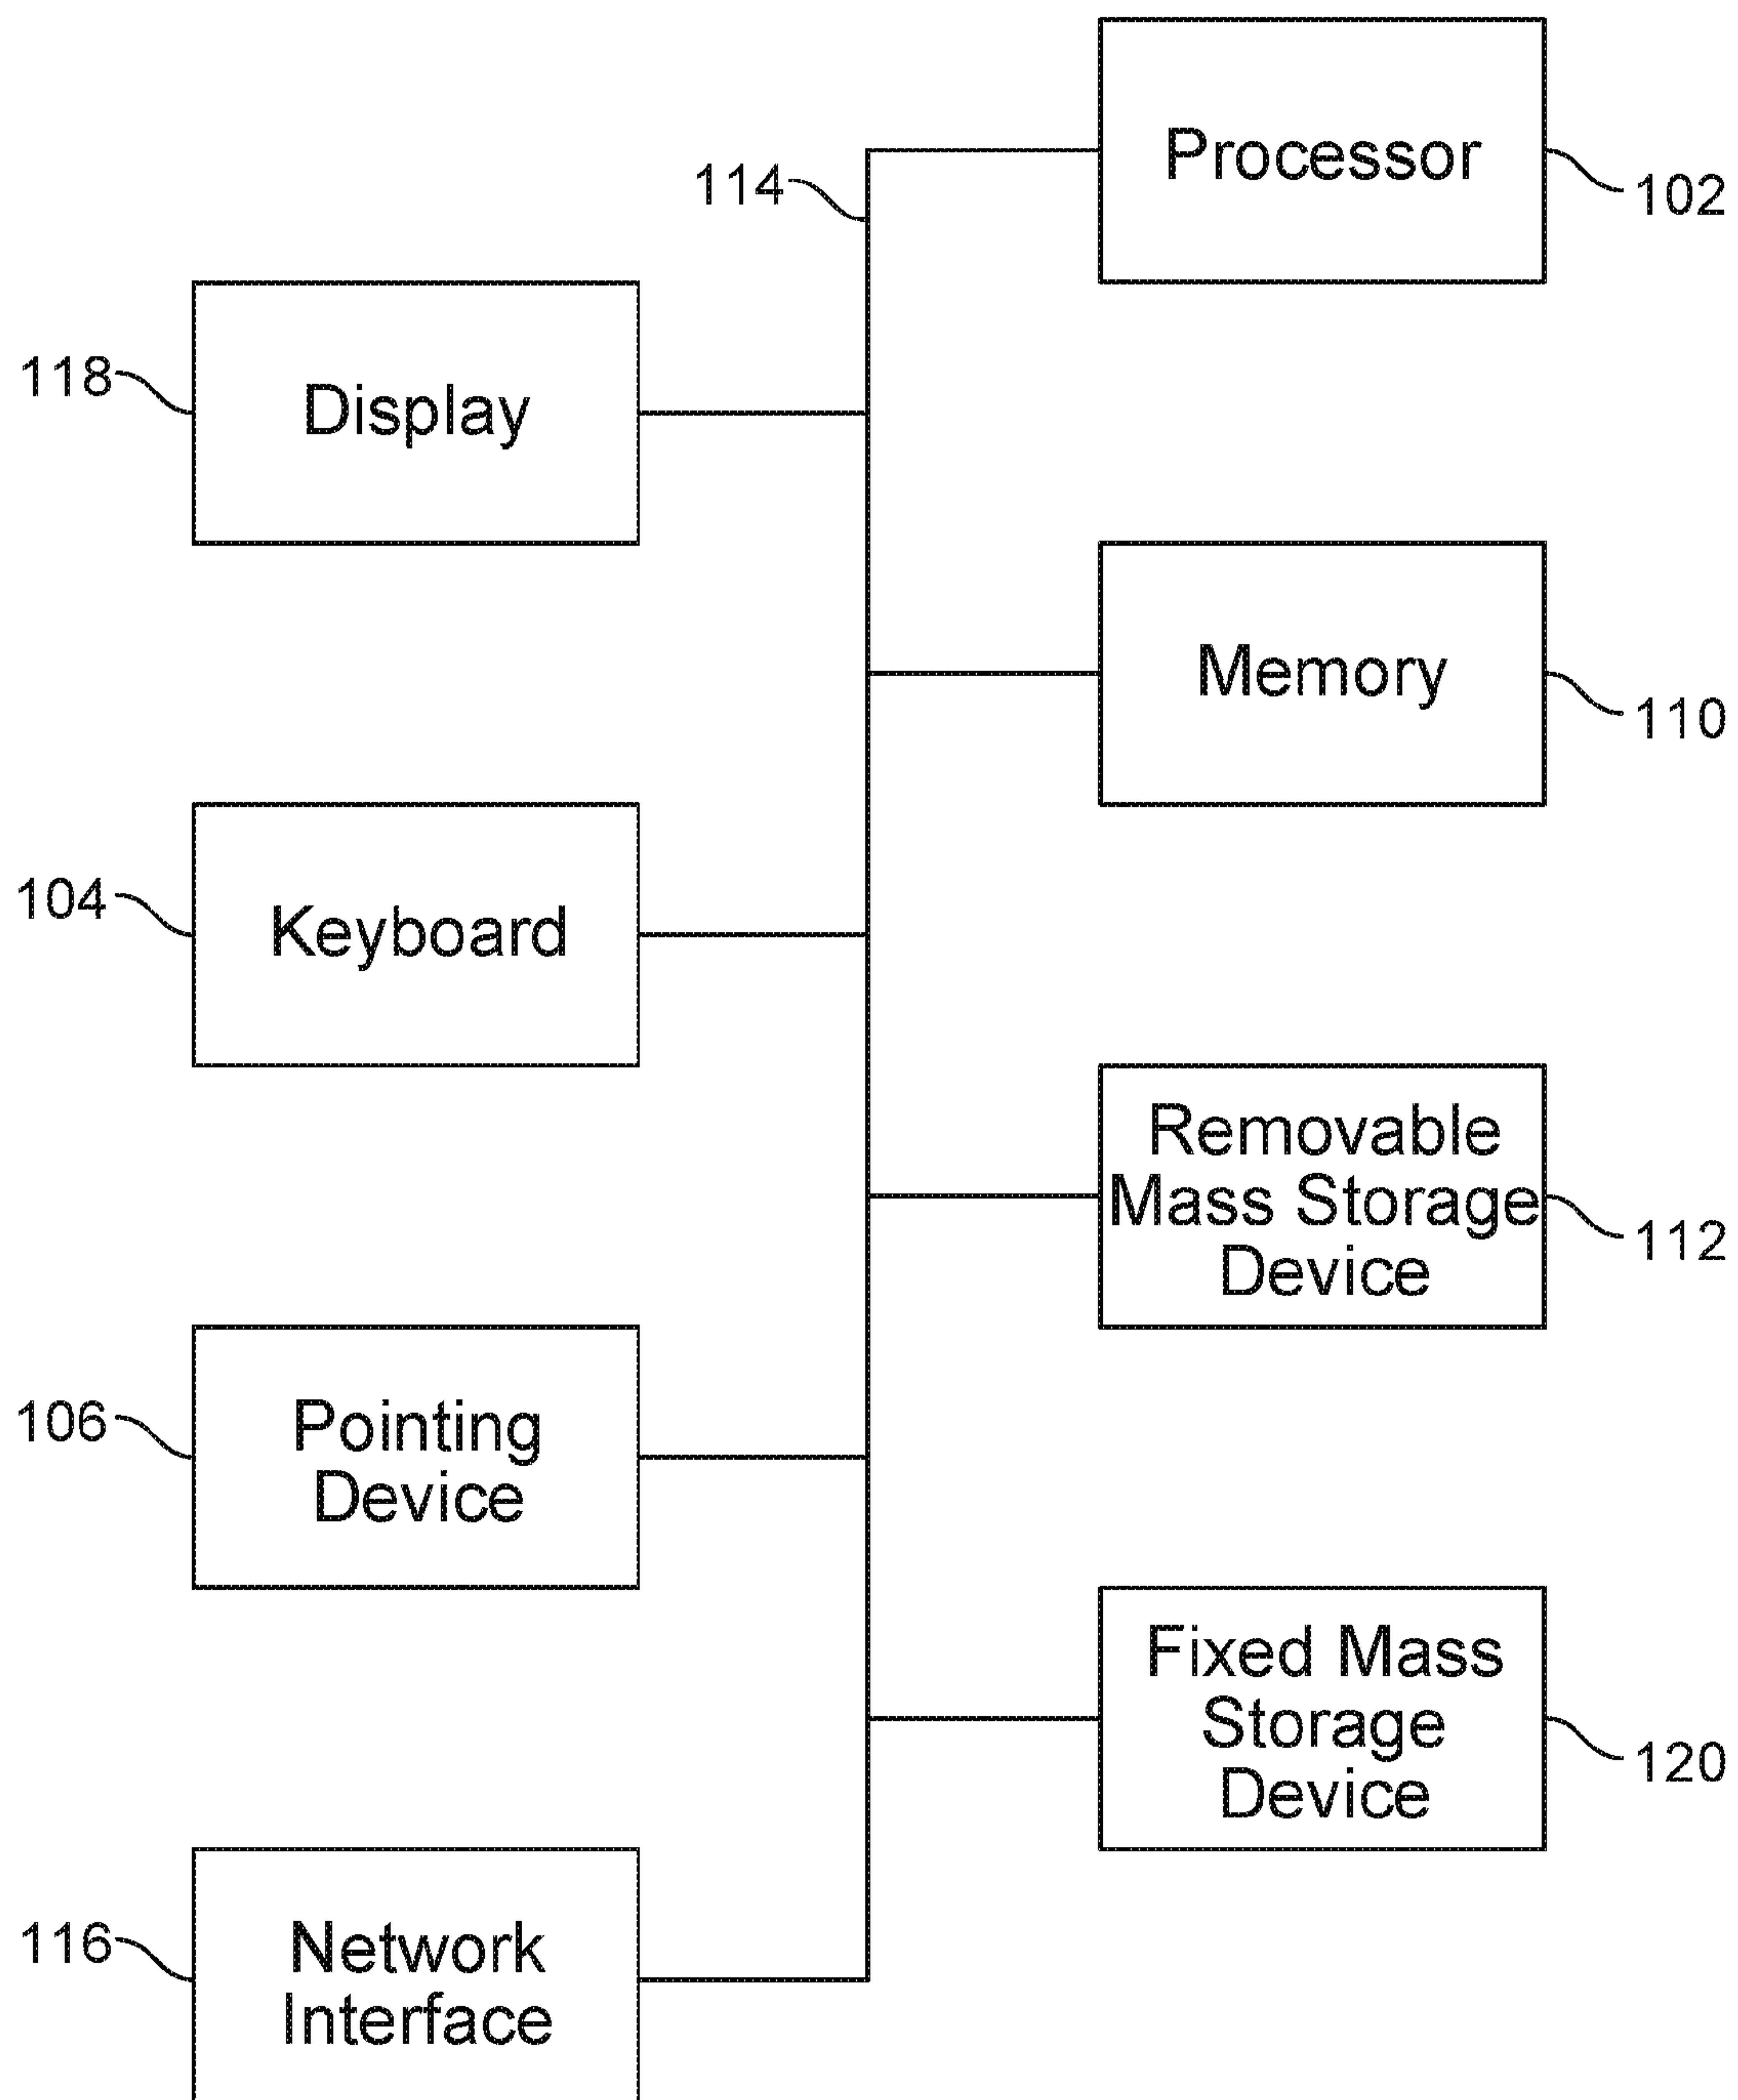 Processor
114
102
118
Display
Memory
110
104
Keyboard
Removable
Mass Storage
Device
112
106
Pointing
Device
Fixed Mass
Storage
Device
120
116
Network
Interface